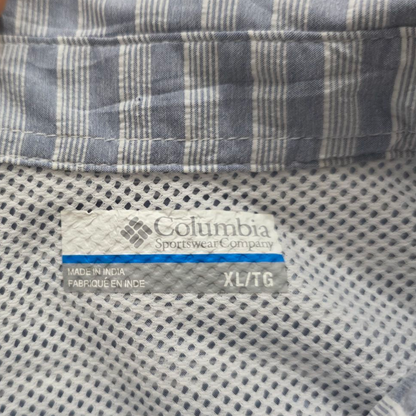 Columbia
Sportswear Company
MADE IN INDIA
FABRIQUÉ EN INDE
XL/TG